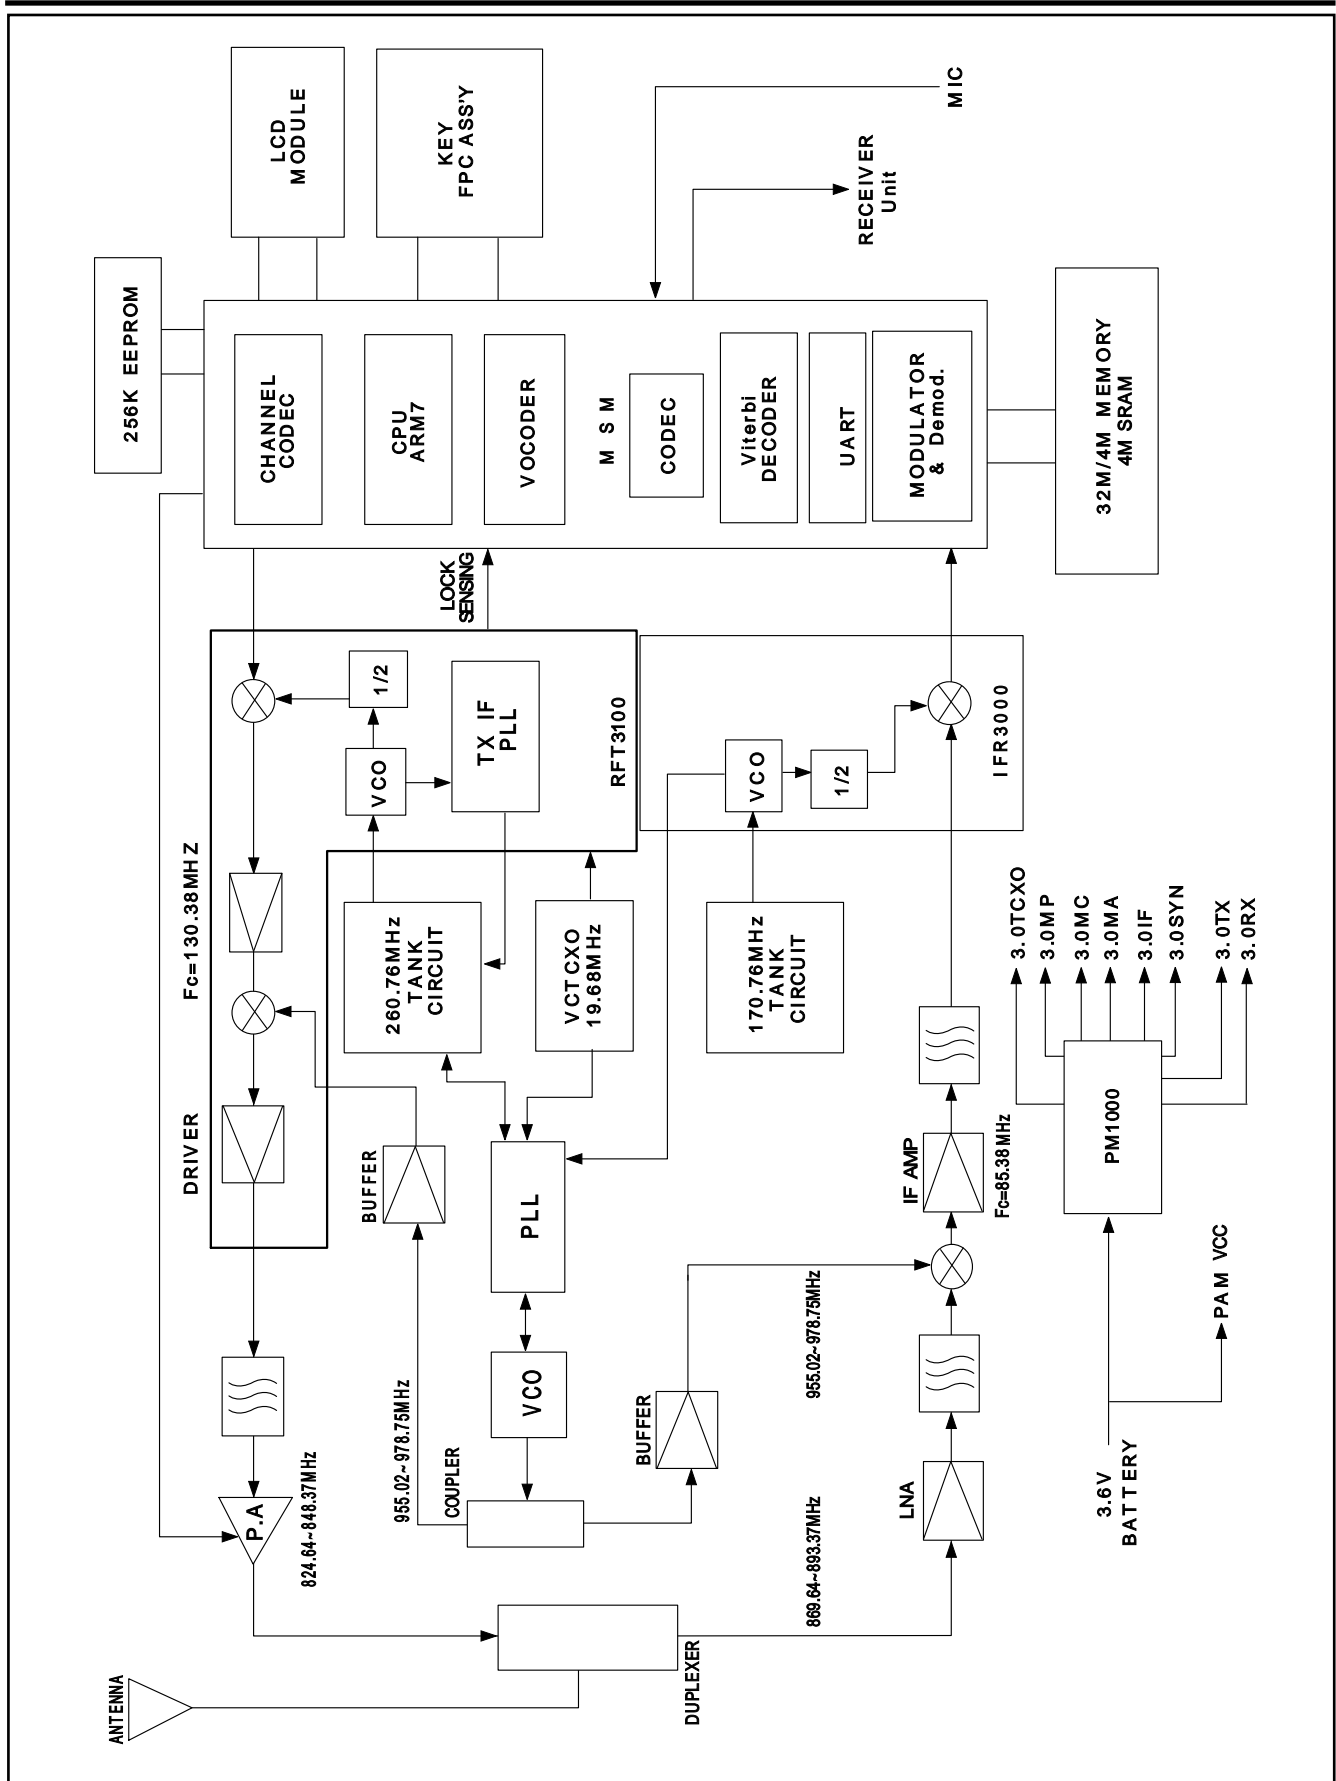 LCD
MODULE
KEY
FPC ASS'Y
MIC
RECEIVER
Unit
256K EEPROM
CHANNEL
CODEC
CPU
ARM7
VOCODER
M S M
CODEC
Viterbi
DECODER
UART
MODULATOR
& Demod.
32M/4M MEMORY
4M SRAM
LOCK
SENSING
1/2
TX IF
PLL
VCO
RFT3100
VCO
1/2
IFR3000
Fc=130.38MHZ
260.76MHz
TANK
CIRCUIT
VCTCXO
19.68MHz
170.76MHz
TANK
CIRCUIT
3.0TCXO
3.0MP
3.0MC
3.0MA
3.0IF
3.0SYN
3.0TX
3.0RX
DRIVER
BUFFER
PLL
IF AMP
Fc=85.38MHz
PM1000
PAM VCC
VCO
955.02~978.75MHz
955.02~978.75MHz
BUFFER
COUPLER
P.A
824.64~848.37MHz
LNA
869.64~893.37MHz
3.6V
BATTERY
DUPLEXER
ANTENNA